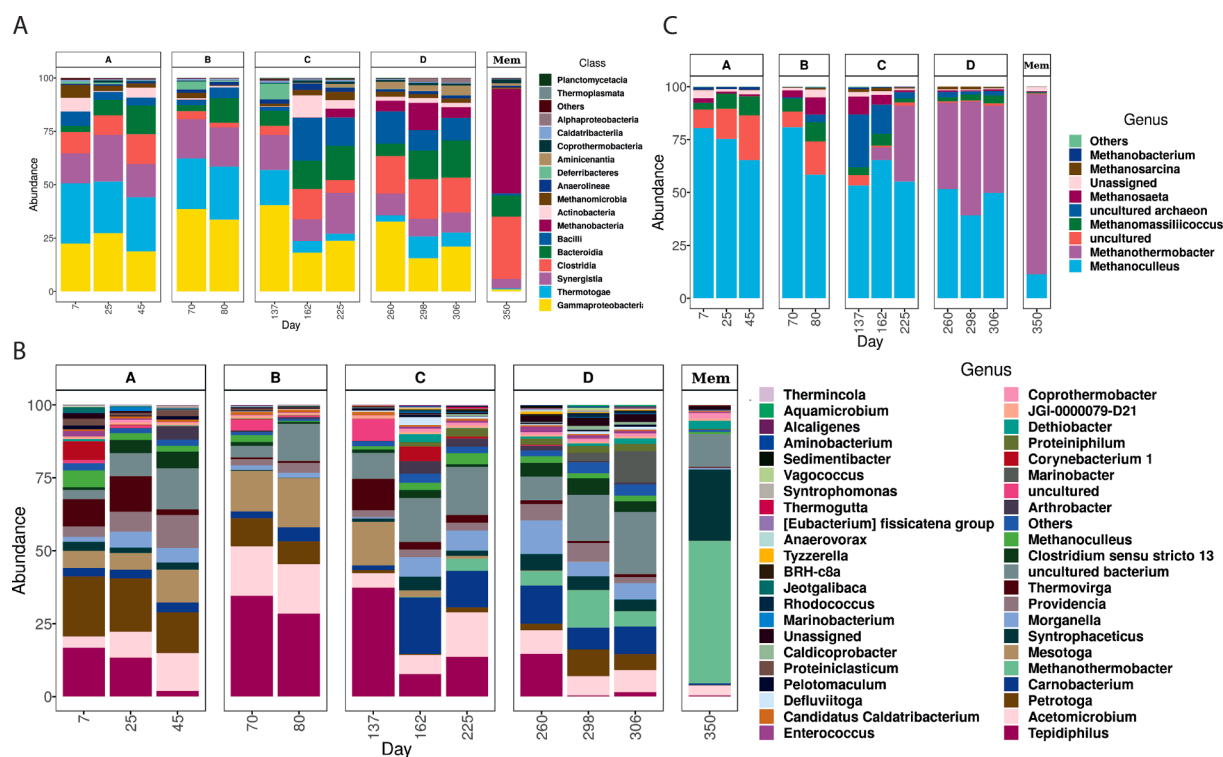 A
A
B
C
D
Mem
100
75
50
25
0
Abundance
7
25
45
70
80
137
162
225
260
298
306
350
Day
Class
Planctomycetacia
Thermoplasmata
Others
Alphaproteobacteria
Caldatribacteriia
Coprothermobacteria
Aminicenantia
Deferribacteres
Anaerolineae
Methanomicrobia
Actinobacteria
Methanobacteria
Bacilli
Bacteroidia
Clostridia
Synergistia
Thermotogae
Gammaproteobacteria
C
A
B
C
D
Mem
100
75
50
25
0
Abundance
7
25
45
70
80
137
162
225
260
298
306
350
Day
Genus
Others
Methanobacterium
Methanosarcina
Unassigned
Methanosaeta
uncultured archaeon
Methanomassiliicoccus
uncultured
Methanothermobacter
Methanoculleus
B
A
B
C
D
Mem
100
75
50
25
0
Abundance
7
25
45
70
80
137
162
225
260
298
306
350
Day
Genus
Thermincola
Aquamicrobium
Alcaligenes
Aminobacterium
Sedimentibacter
Vagococcus
Syntrophomonas
Thermogutta
[Eubacterium] fissicatena group
Anaerovorax
Tyzzerella
BRH-c8a
Jeotgalibaca
Rhodococcus
Marinobacterium
Unassigned
Caldicoprobacter
Proteiniclasticum
Pelotomaculum
Defluviitoga
Candidatus Caldatribacterium
Enterococcus
Coprothermobacter
JGI-0000079-D21
Dethiobacter
Proteiniphilum
Corynebacterium 1
Marinobacter
uncultured
Arthrobacter
Others
Methanoculleus
Clostridium sensu stricto 13
uncultured bacterium
Thermovirga
Providencia
Morganella
Syntrophaceticus
Mesotoga
Methanothermobacter
Carnobacterium
Petrotoga
Acetomicrobium
Tepidiphilus